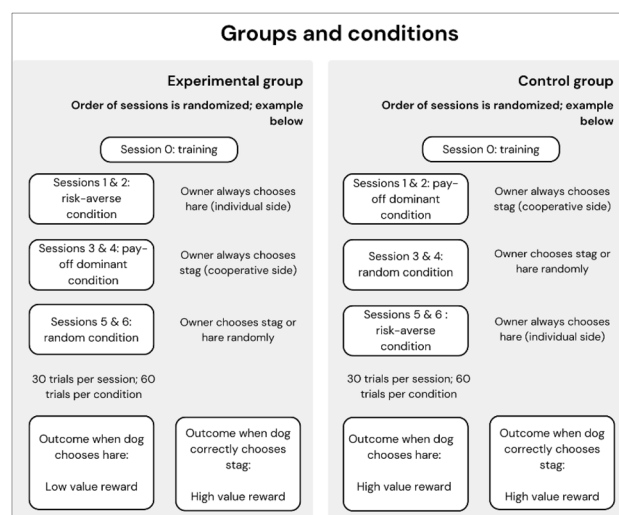 Groups and conditions
Experimental group
Order of sessions is randomized; example
below
Session 0: training
Sessions 1 & 2:
risk-averse
condition
Owner always chooses
hare (individual side)
Sessions 3 & 4: pay-
off dominant
condition
Owner always chooses
stag (cooperative side)
Sessions 5 & 6:
random condition
Owner chooses stag or
hare randomly
30 trials per session; 60
trials per condition
Outcome when dog
chooses hare:
Low value reward
Outcome when dog
correctly chooses
stag:
High value reward
Control group
Order of sessions is randomized; example
below
Session 0: training
Sessions 1 & 2: pay-
off dominant
condition
Owner always chooses
stag (cooperative side)
Session 3 & 4:
random condition
Owner chooses stag or
hare randomly
Sessions 5 & 6 :
risk-averse
condition
Owner always chooses
hare (individual side)
30 trials per session; 60
trials per condition
Outcome when dog
chooses hare:
High value reward
Outcome when dog
correctly chooses
stag:
High value reward